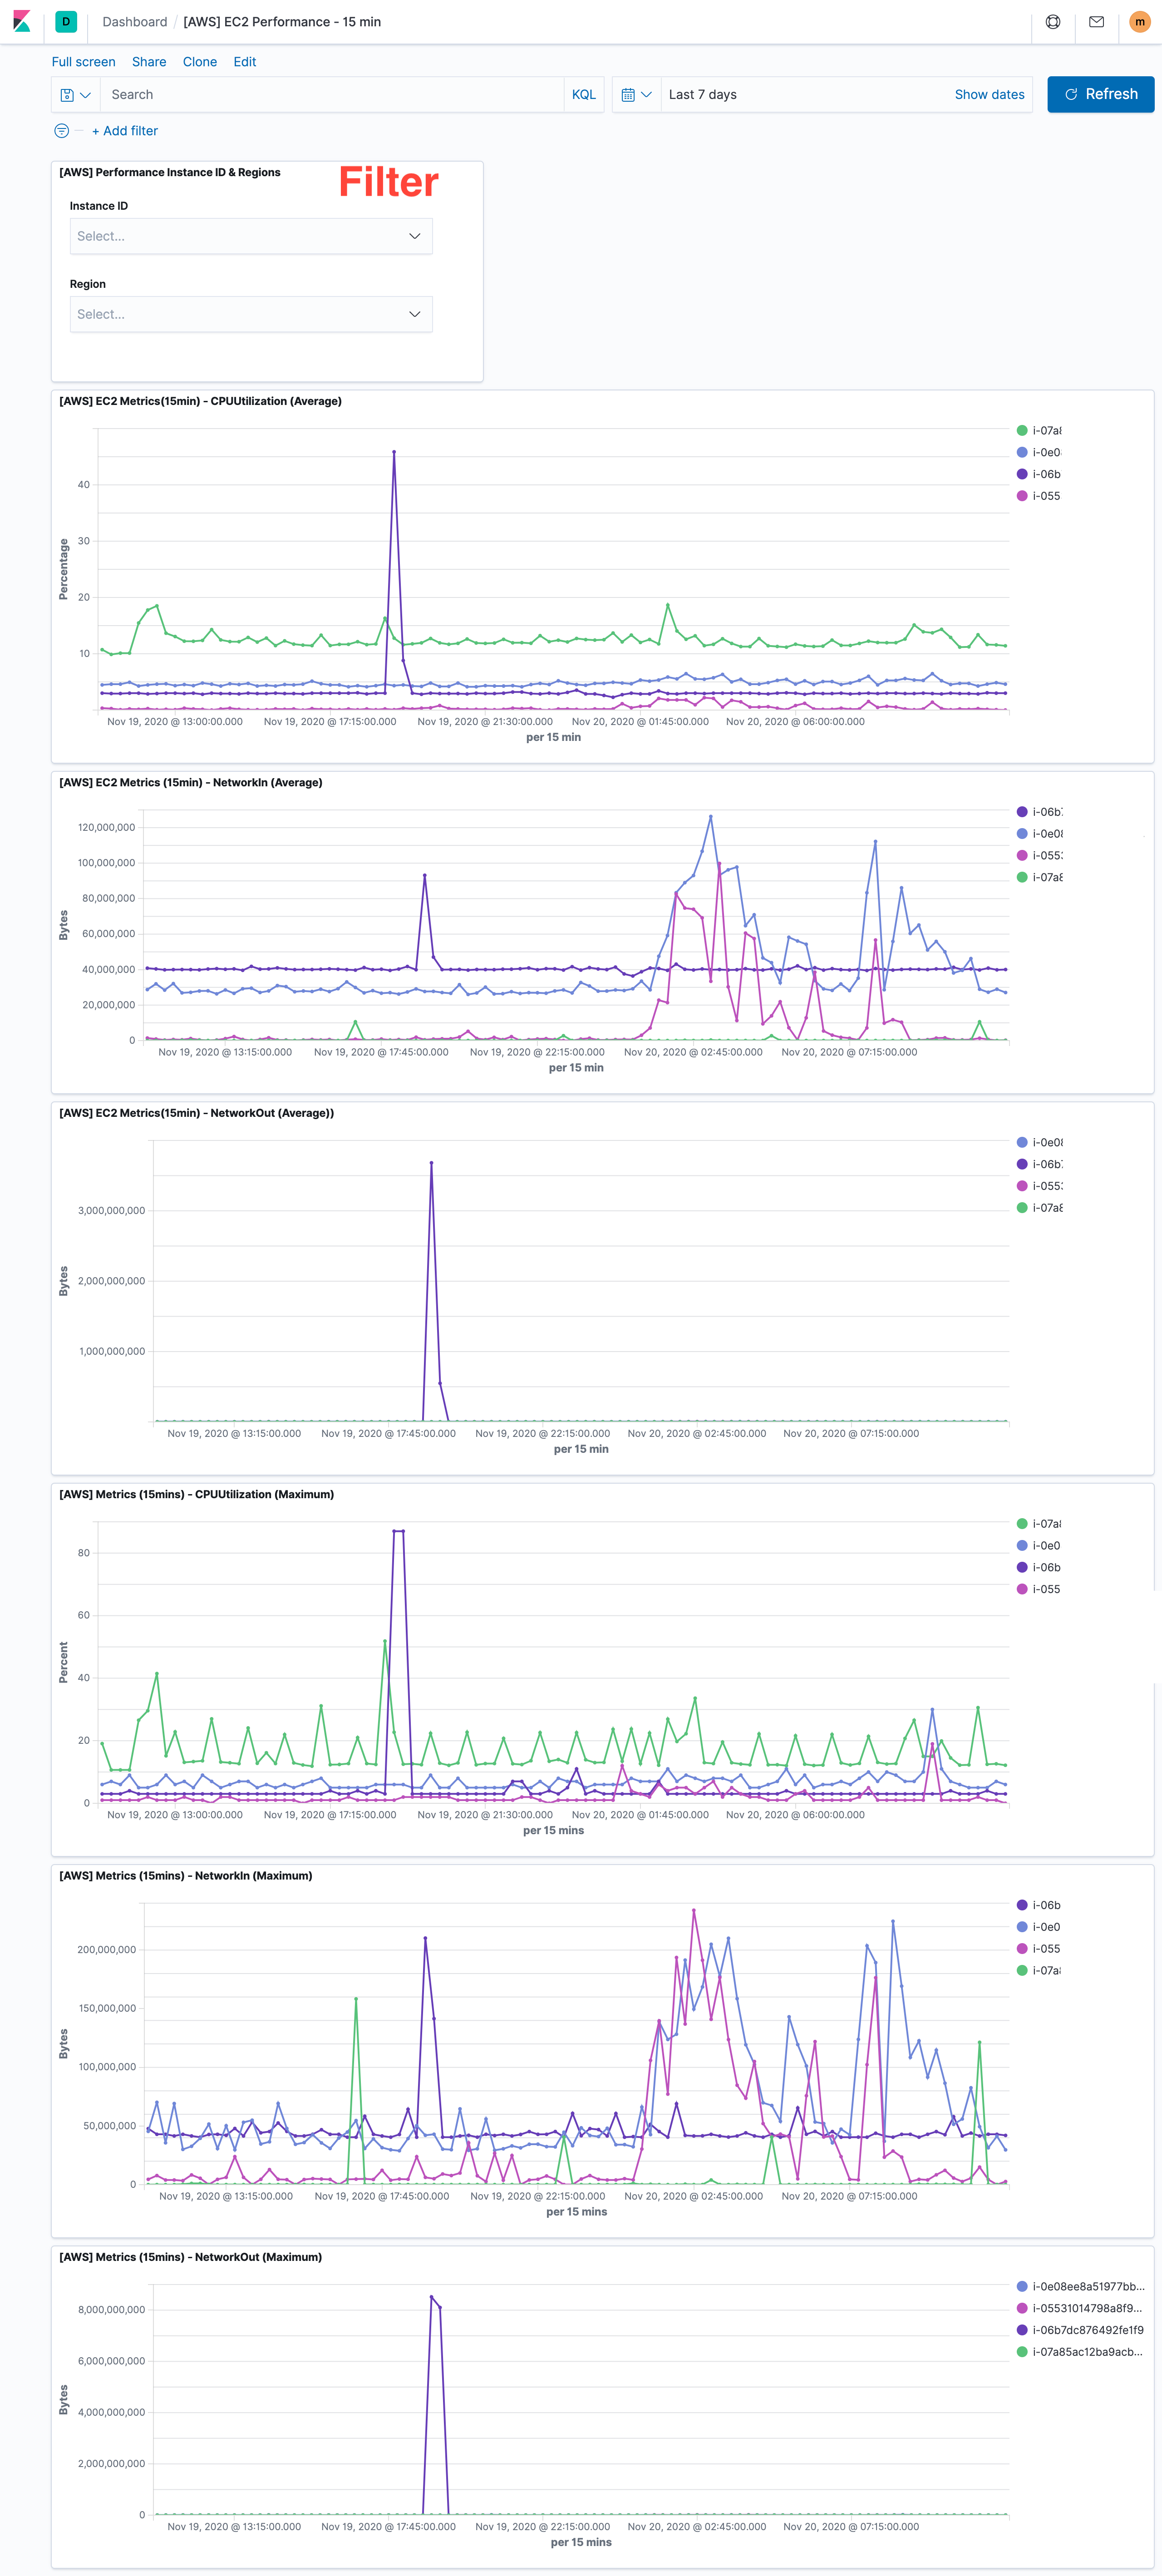 D Dashboard / [AWS] EC2 Performance - 15 min m
Full screen Share Clone Edit
Search KQL Last 7 days Show dates Refresh
+ Add filter
[AWS] Performance Instance ID & Regions
Filter
Instance ID
Select...
Region
Select...
[AWS] EC2 Metrics(15min) - CPUUtilization (Average)
Percentage
40
30
20
10
Nov 19, 2020 @ 13:00:00.000 Nov 19, 2020 @ 17:15:00.000 Nov 19, 2020 @ 21:30:00.000 Nov 20, 2020 @ 01:45:00.000 Nov 20, 2020 @ 06:00:00.000
per 15 min
i-07a
i-0e0
i-06b
i-055
[AWS] EC2 Metrics (15min) - NetworkIn (Average)
Bytes
120,000,000
100,000,000
80,000,000
60,000,000
40,000,000
20,000,000
0
Nov 19, 2020 @ 13:15:00.000 Nov 19, 2020 @ 17:45:00.000 Nov 19, 2020 @ 22:15:00.000 Nov 20, 2020 @ 02:45:00.000 Nov 20, 2020 @ 07:15:00.000
per 15 min
i-06b
i-0e0
i-055
i-07a
[AWS] EC2 Metrics(15min) - NetworkOut (Average))
Bytes
3,000,000,000
2,000,000,000
1,000,000,000
Nov 19, 2020 @ 13:15:00.000 Nov 19, 2020 @ 17:45:00.000 Nov 19, 2020 @ 22:15:00.000 Nov 20, 2020 @ 02:45:00.000 Nov 20, 2020 @ 07:15:00.000
per 15 min
i-0e0
i-06b
i-055
i-07a
[AWS] Metrics (15mins) - CPUUtilization (Maximum)
Percent
80
60
40
20
0
Nov 19, 2020 @ 13:00:00.000 Nov 19, 2020 @ 17:15:00.000 Nov 19, 2020 @ 21:30:00.000 Nov 20, 2020 @ 01:45:00.000 Nov 20, 2020 @ 06:00:00.000
per 15 mins
i-07a
i-0e0
i-06b
i-055
[AWS] Metrics (15mins) - NetworkIn (Maximum)
Bytes
200,000,000
150,000,000
100,000,000
50,000,000
0
Nov 19, 2020 @ 13:15:00.000 Nov 19, 2020 @ 17:45:00.000 Nov 19, 2020 @ 22:15:00.000 Nov 20, 2020 @ 02:45:00.000 Nov 20, 2020 @ 07:15:00.000
per 15 mins
i-06b
i-0e0
i-055
i-07a
[AWS] Metrics (15mins) - NetworkOut (Maximum)
Bytes
8,000,000,000
6,000,000,000
4,000,000,000
2,000,000,000
0
Nov 19, 2020 @ 13:15:00.000 Nov 19, 2020 @ 17:45:00.000 Nov 19, 2020 @ 22:15:00.000 Nov 20, 2020 @ 02:45:00.000 Nov 20, 2020 @ 07:15:00.000
per 15 mins
i-0e08ee8a51977bb...
i-05531014798a8f9...
i-06b7dc876492fe1f9
i-07a85ac12ba9acb...